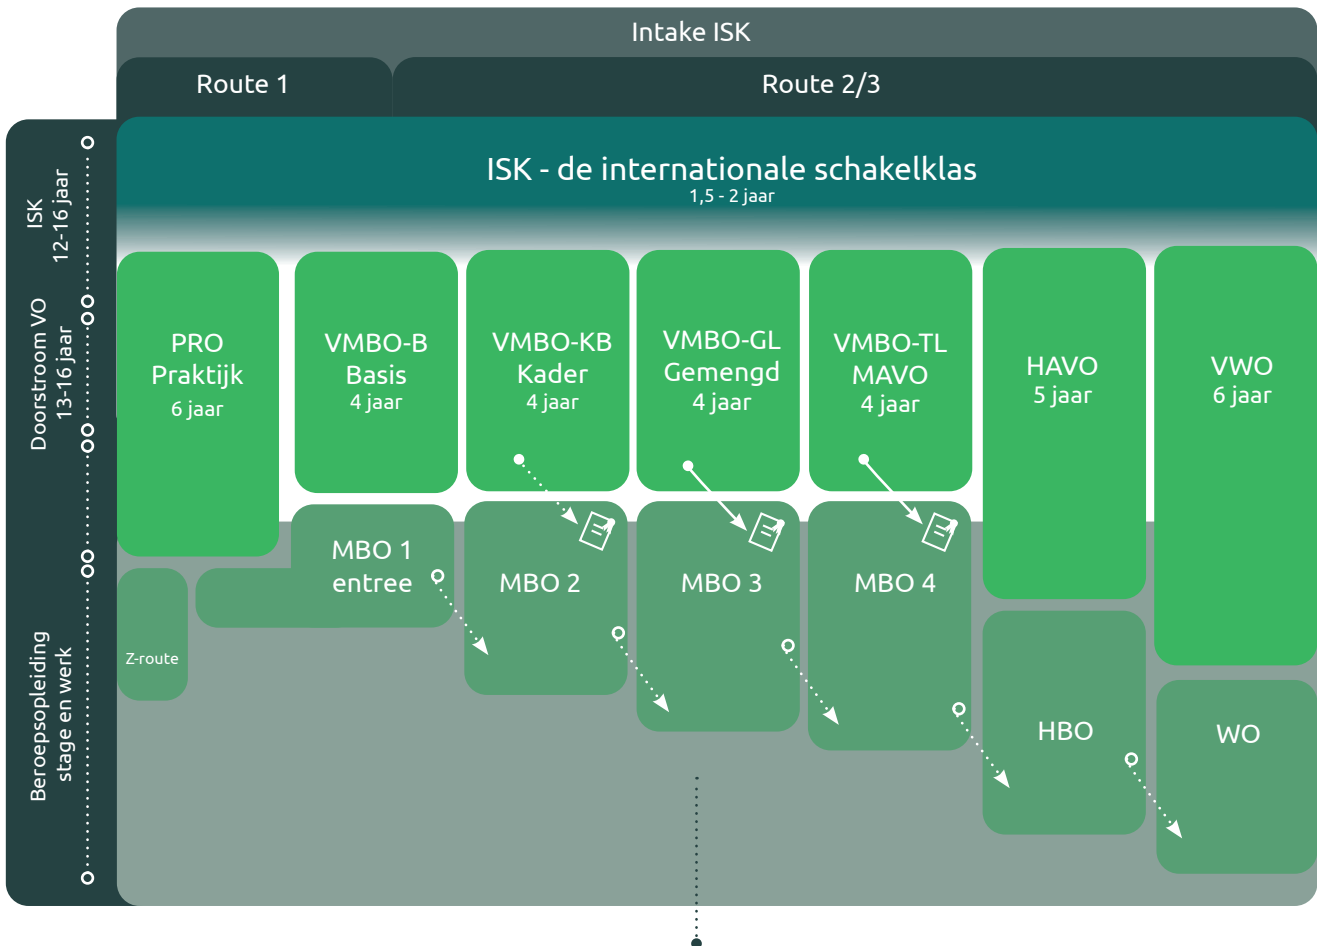 Intake ISK
Route 1
Route 2/3
ISK - de internationale schakelklas
1,5 - 2 jaar
ISK
12-16 jaar
Doorstroom VO
13-16 jaar
Beroepsopleiding
stage en werk
PRO
Praktijk
6 jaar
VMBO-B
Basis
4 jaar
VMBO-KB
Kader
4 jaar
VMBO-GL
Gemengd
4 jaar
VMBO-TL
MAVO
4 jaar
HAVO
5 jaar
VWO
6 jaar
Z-route
MBO 1
entree
MBO 2
MBO 3
MBO 4
HBO
WO